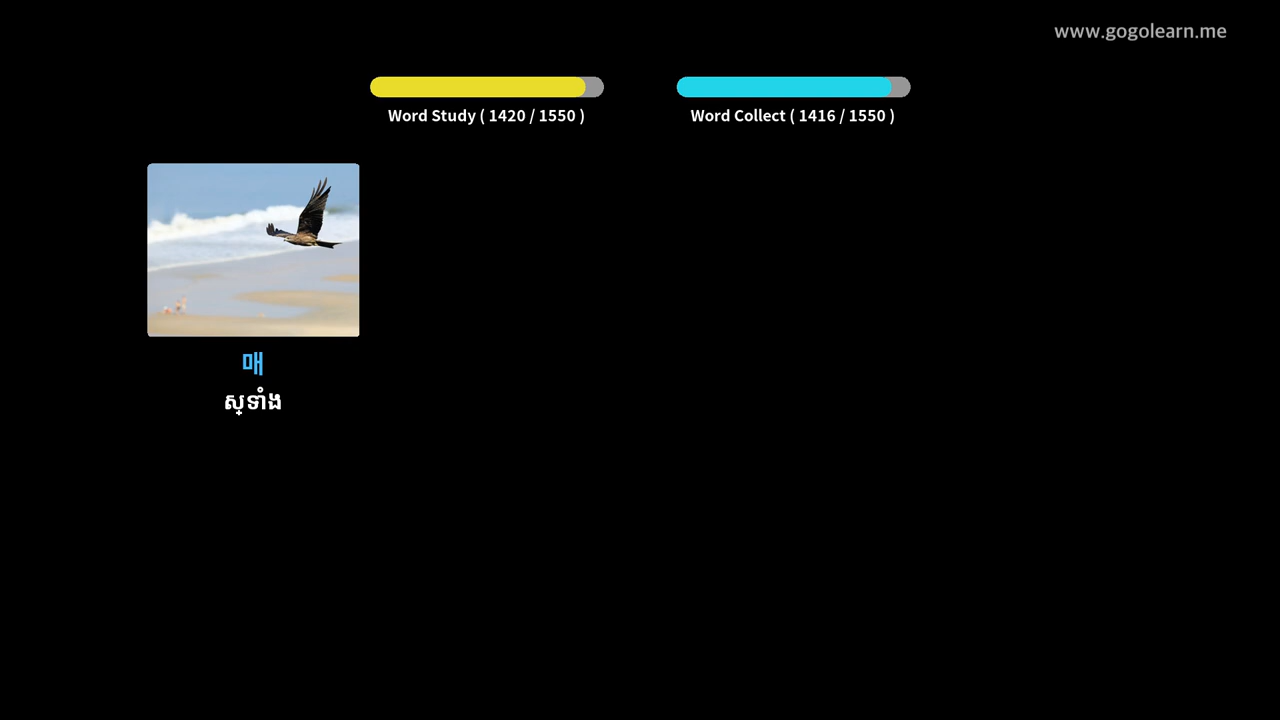 www.gogolearn.me
Word Study ( 1420 / 1550 )
Word Collect ( 1416 / 1550 )
매
ស្ទាំង